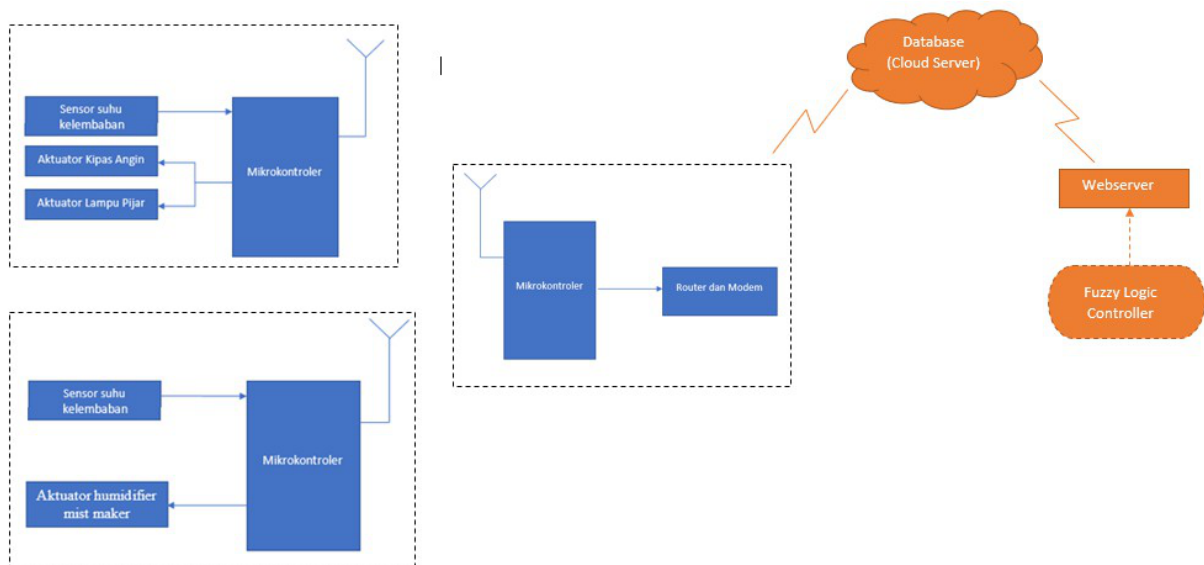 Sensor suhu
kelembaban
Aktuator Kipas Angin
Aktuator Lampu Pijar
Mikrokontroler
Sensor suhu
kelembaban
Aktuator humidifier
mist maker
Mikrokontroler
Mikrokontroler
Router dan Modem
Database
(Cloud Server)
Webserver
Fuzzy Logic
Controller